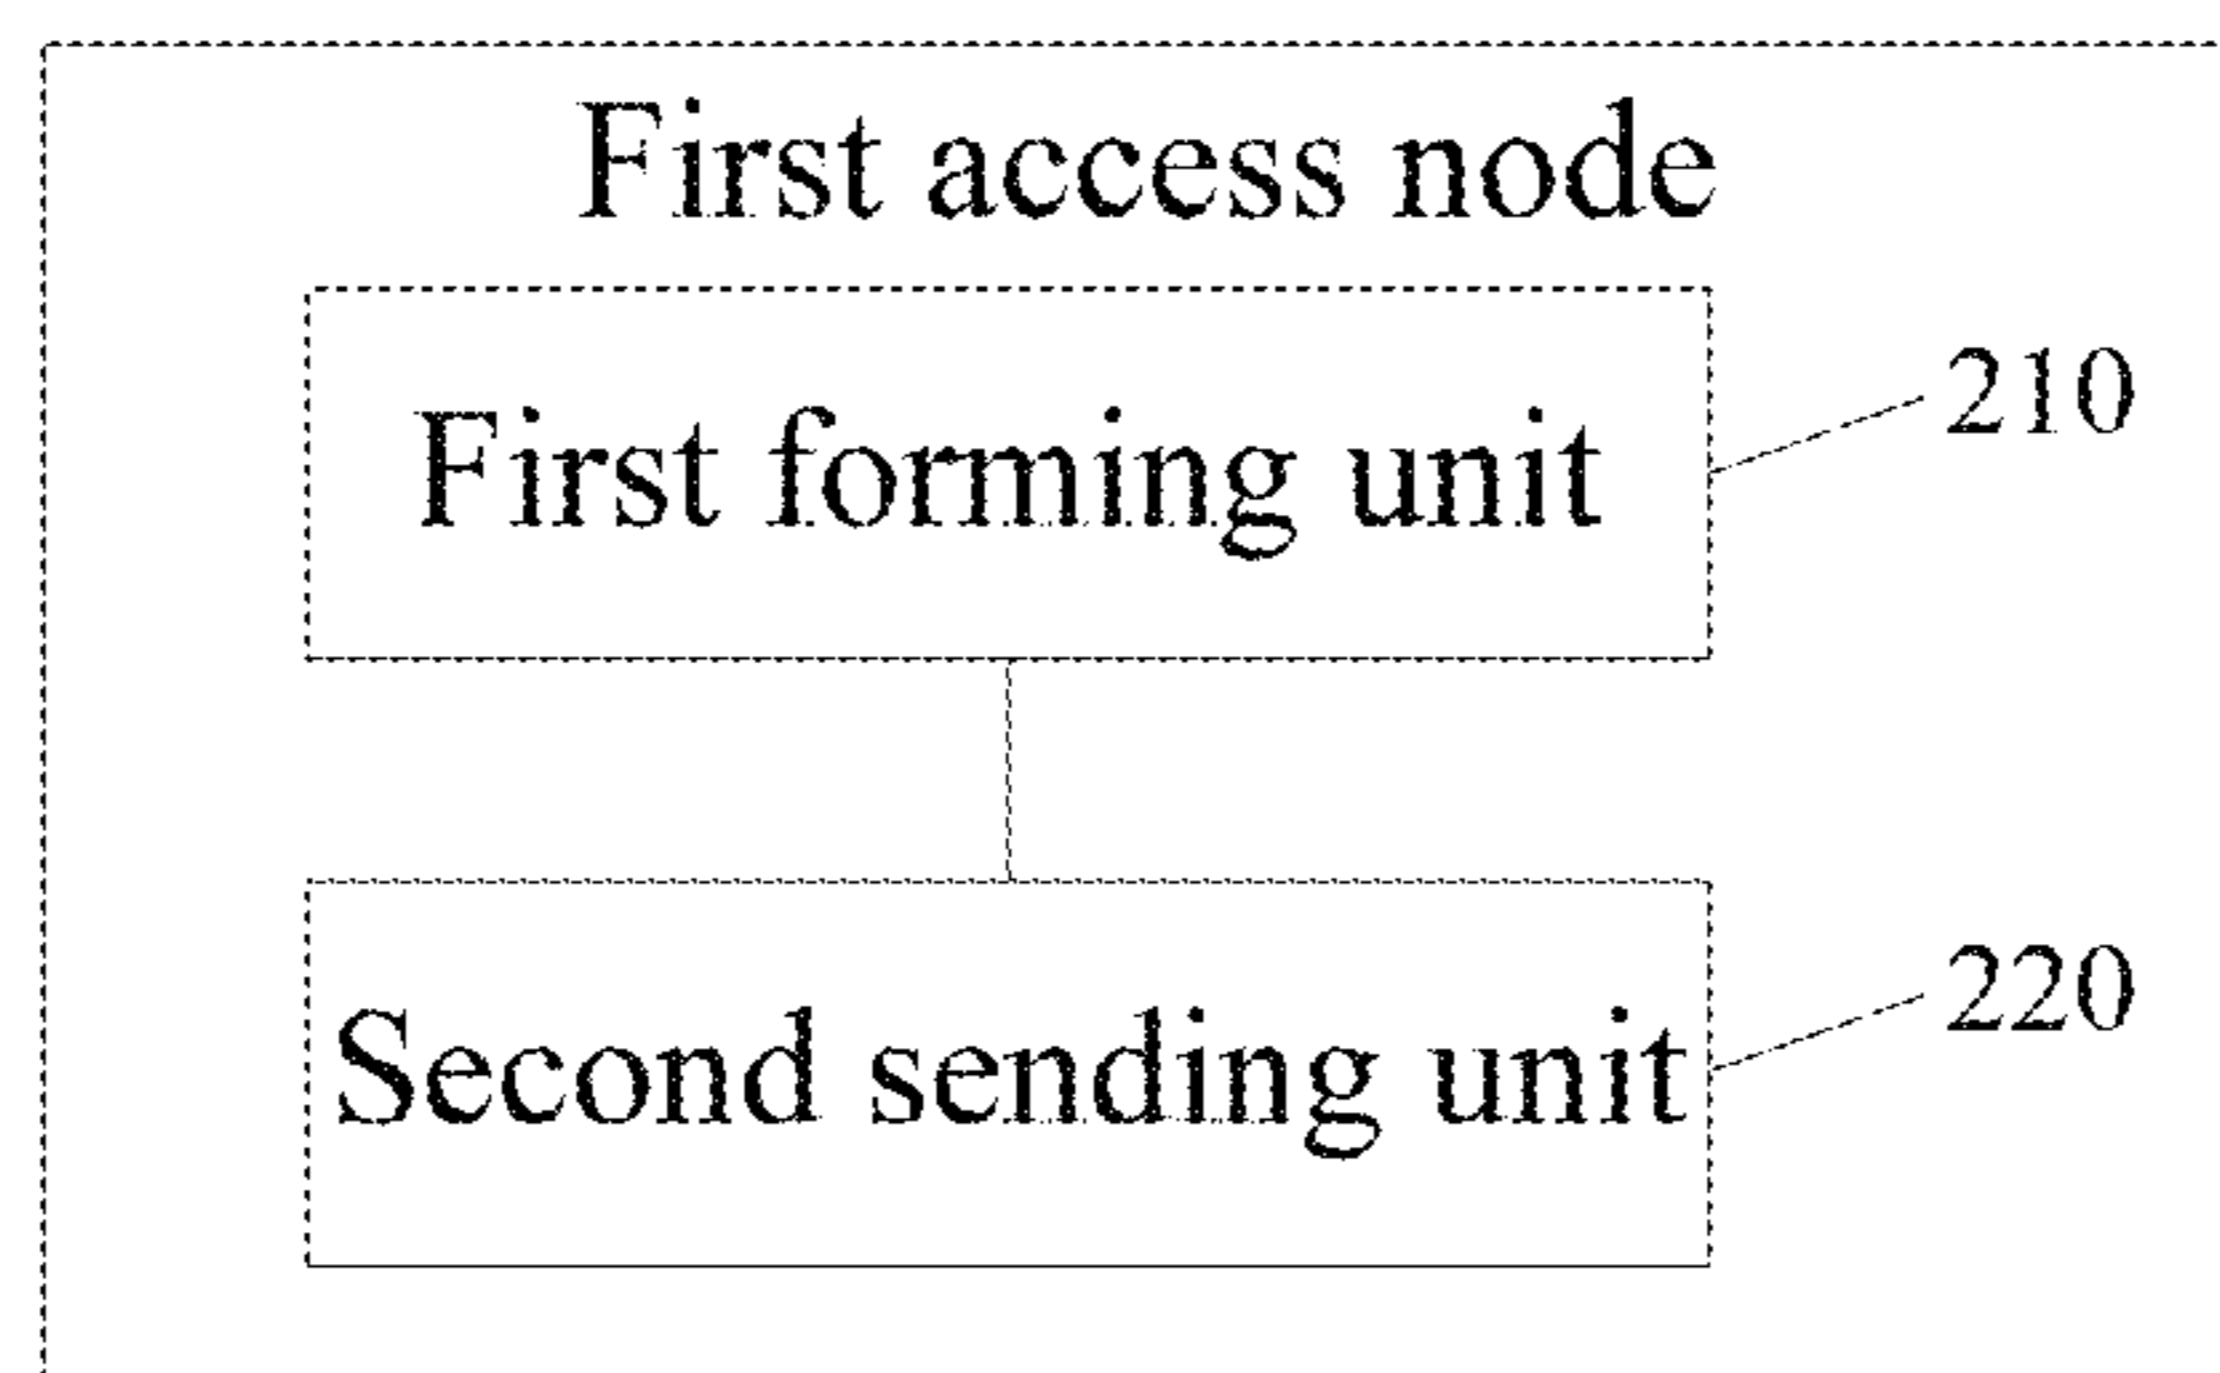 First access node
First forming unit
210
Second sending unit
220